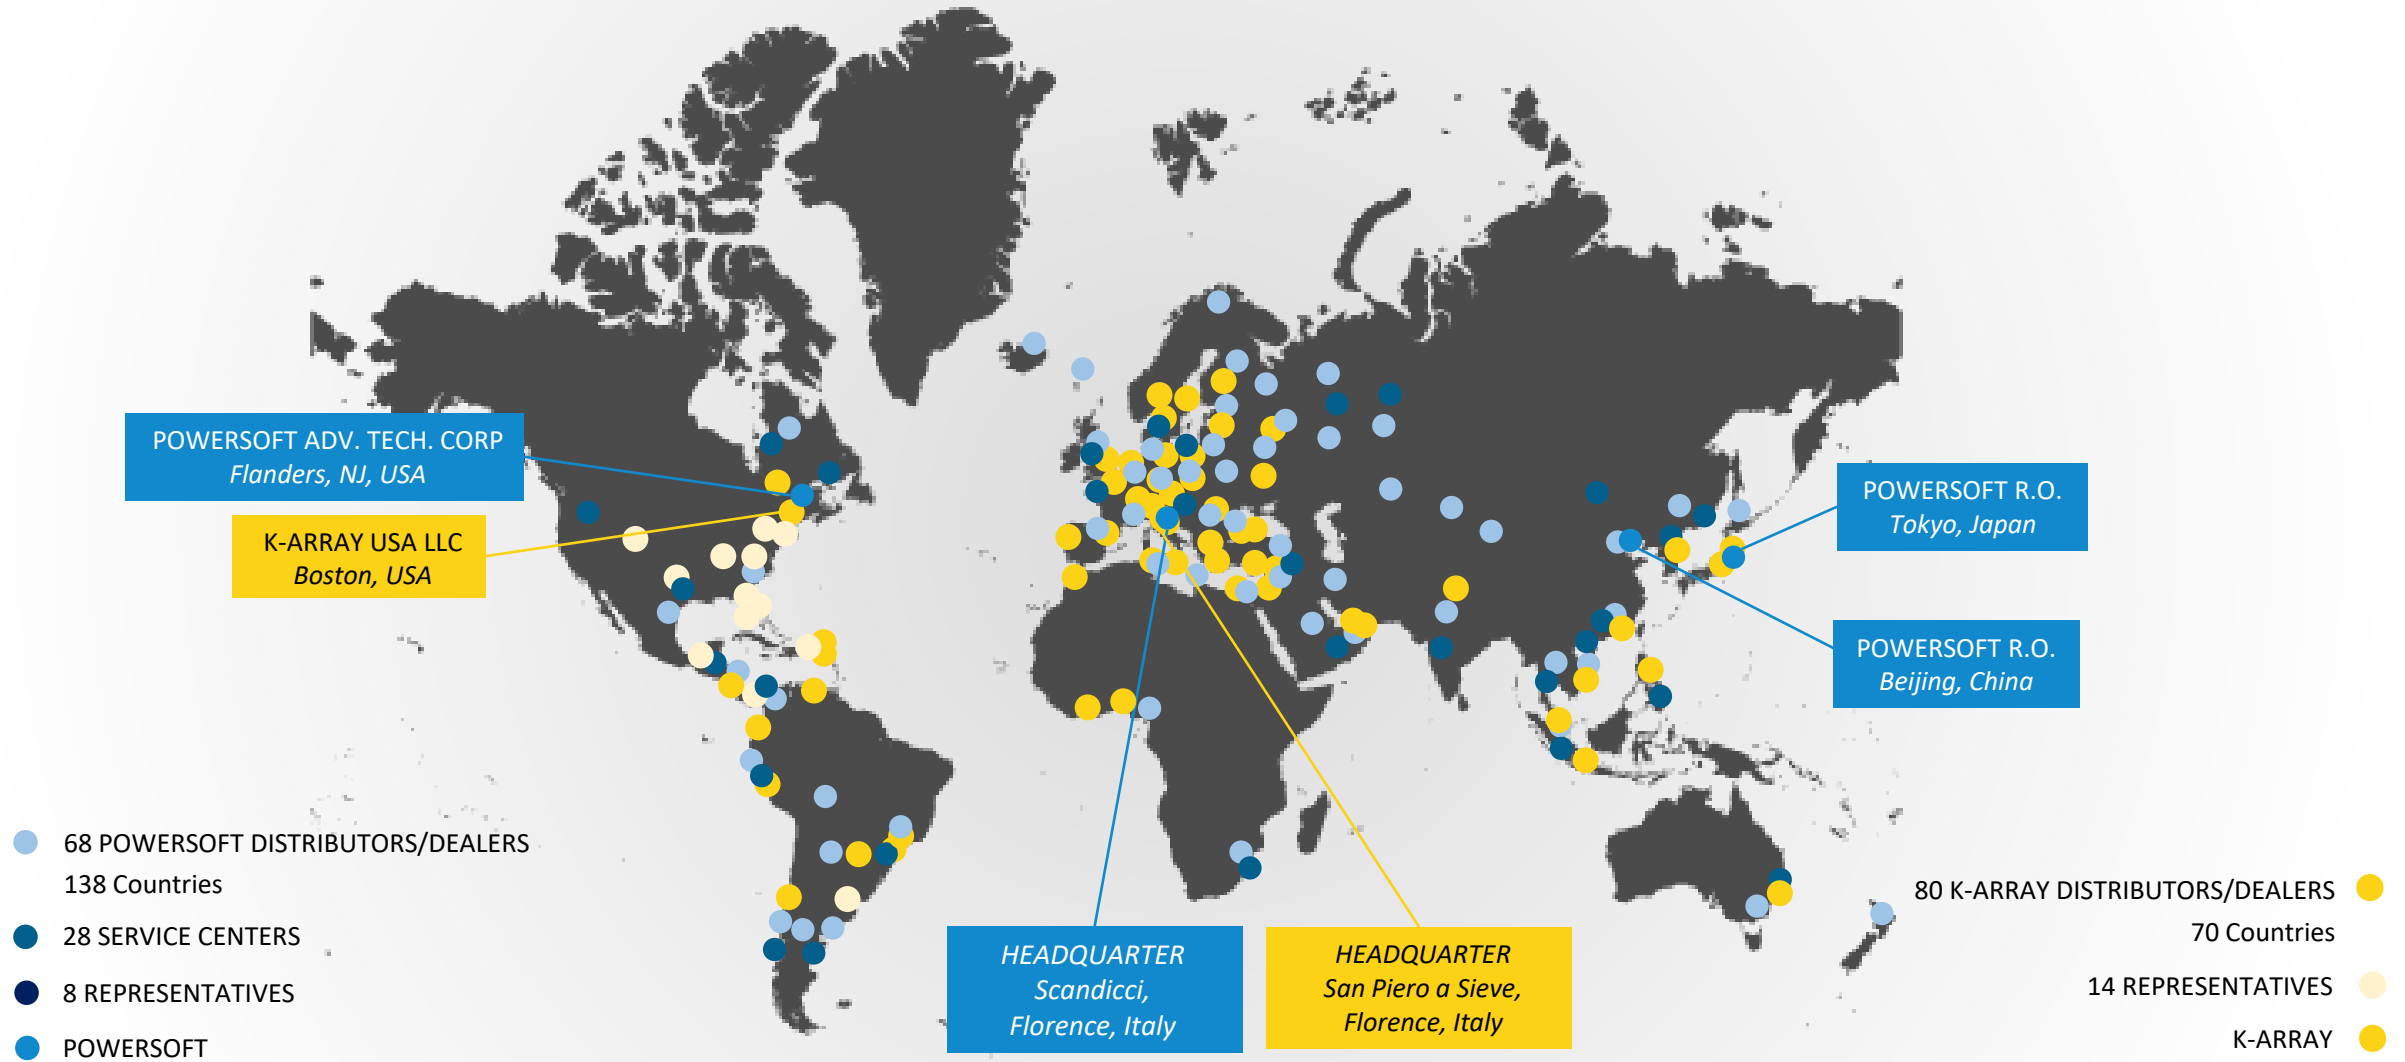 POWERSOFT ADV. TECH. CORP
Flanders, NJ, USA
K-ARRAY USA LLC
Boston, USA
POWERSOFT R.O.
Tokyo, Japan
POWERSOFT R.O.
Beijing, China
HEADQUARTER
Scandicci,
Florence, Italy
HEADQUARTER
San Piero a Sieve,
Florence, Italy
68 POWERSOFT DISTRIBUTORS/DEALERS
138 Countries
28 SERVICE CENTERS
8 REPRESENTATIVES
POWERSOFT
80 K-ARRAY DISTRIBUTORS/DEALERS
70 Countries
14 REPRESENTATIVES
K-ARRAY